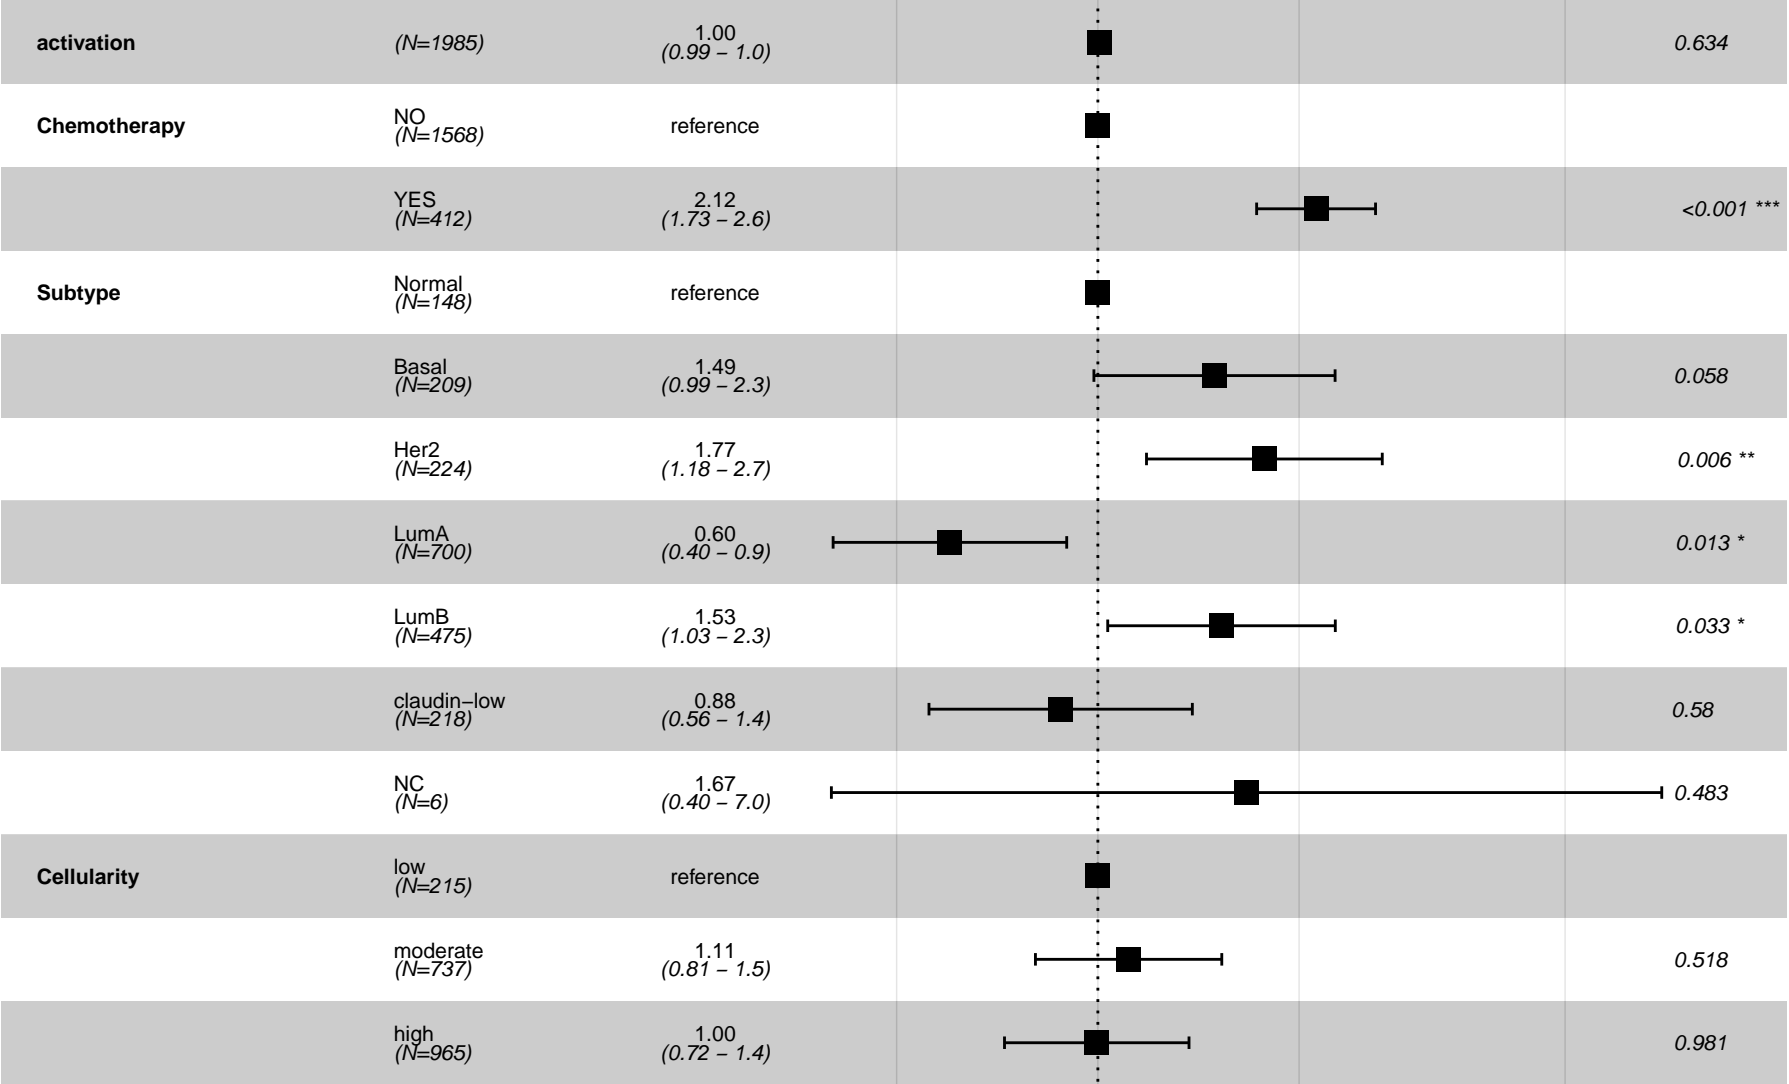 activation (N=1985) 1.00 0.634
(0.99 – 1.0)
Chemotherapy NO reference
(N=1568)
YES 2.12 <0.001 ***
(N=412) (1.73 – 2.6)
Subtype Normal reference
(N=148)
Basal 1.49 0.058
(N=209) (0.99 – 2.3)
Her2 1.77 0.006 **
(N=224) (1.18 – 2.7)
LumA 0.60 0.013 *
(N=700) (0.40 – 0.9)
LumB 1.53 0.033 *
(N=475) (1.03 – 2.3)
claudin–low 0.88 0.58
(N=218) (0.56 – 1.4)
NC 1.67 0.483
(N=6) (0.40 – 7.0)
Cellularity low reference
(N=215)
moderate 1.11 0.518
(N=737) (0.81 – 1.5)
high 1.00 0.981
(N=965) (0.72 – 1.4)